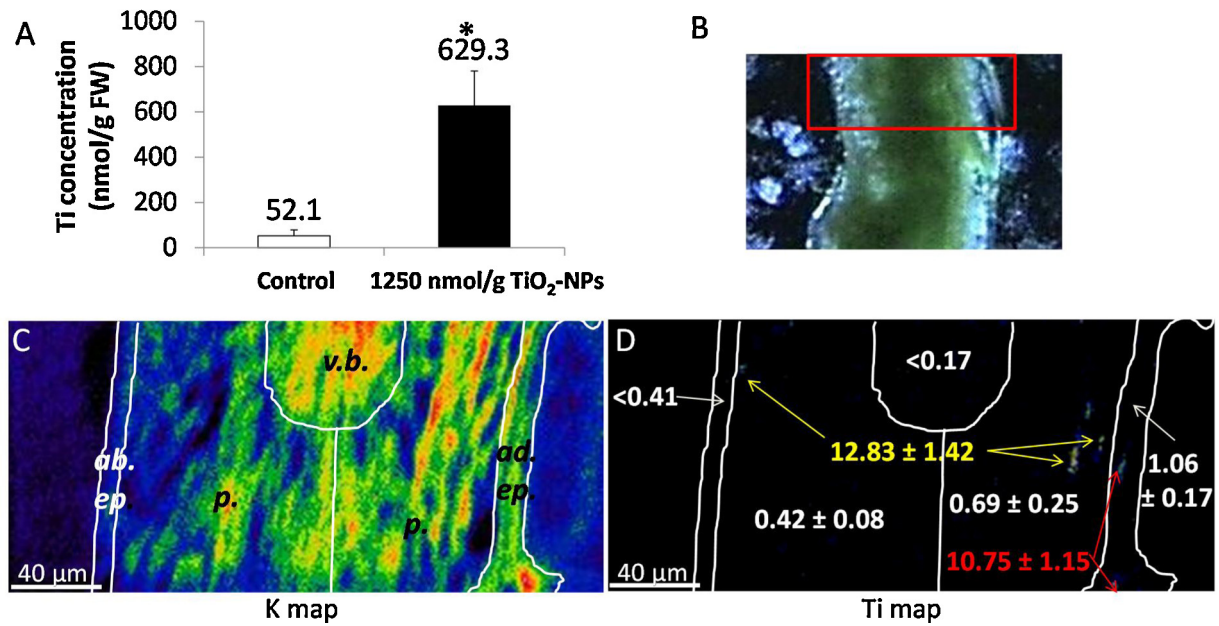 A
Ti concentration
(nmol/g FW)
1000
800
600
400
200
0
52.1
*
629.3
Control
1250 nmol/g TiO₂-NPs
B
C
v.b.
ab.
ep.
p.
p.
ad.
ep.
40 µm
K map
D
<0.17
<0.41
12.83 ± 1.42
1.06
± 0.17
0.42 ± 0.08
0.69 ± 0.25
10.75 ± 1.15
40 µm
Ti map